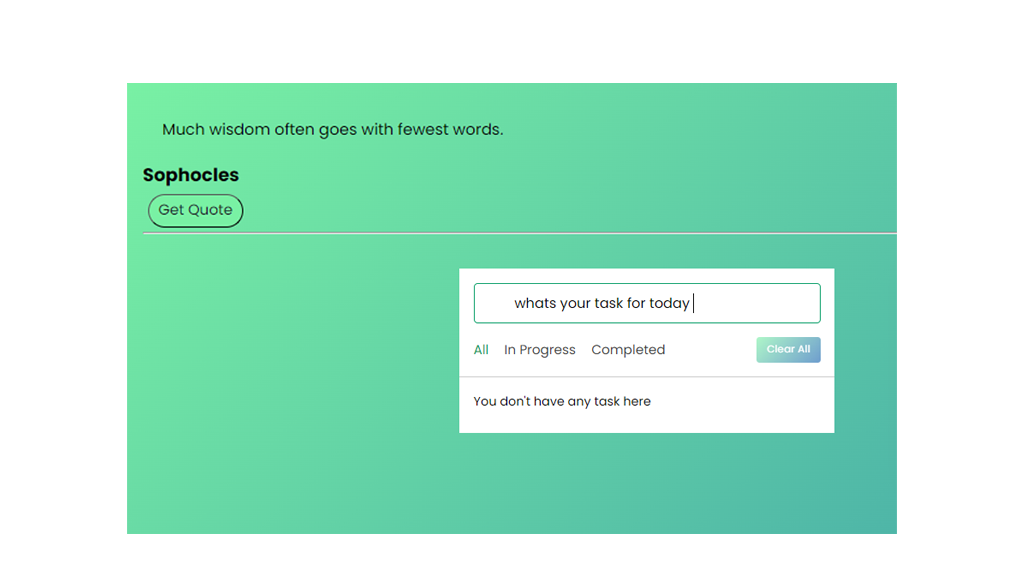 Much wisdom often goes with fewest words.
Sophocles
Get Quote
whats your task for today
All In Progress Completed Clear All
You don't have any task here